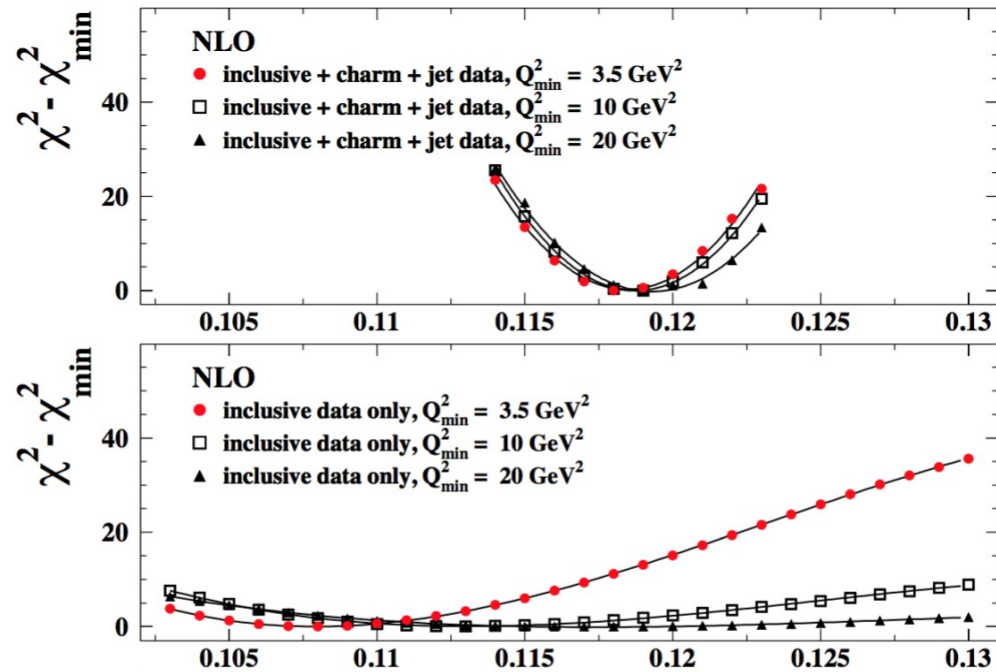 χ² - χ²min
40
20
0
NLO
inclusive + charm + jet data, Q²min = 3.5 GeV²
inclusive + charm + jet data, Q²min = 10 GeV²
inclusive + charm + jet data, Q²min = 20 GeV²
0.105 0.11 0.115 0.12 0.125 0.13
χ² - χ²min
40
20
0
NLO
inclusive data only, Q²min = 3.5 GeV²
inclusive data only, Q²min = 10 GeV²
inclusive data only, Q²min = 20 GeV²
0.105 0.11 0.115 0.12 0.125 0.13